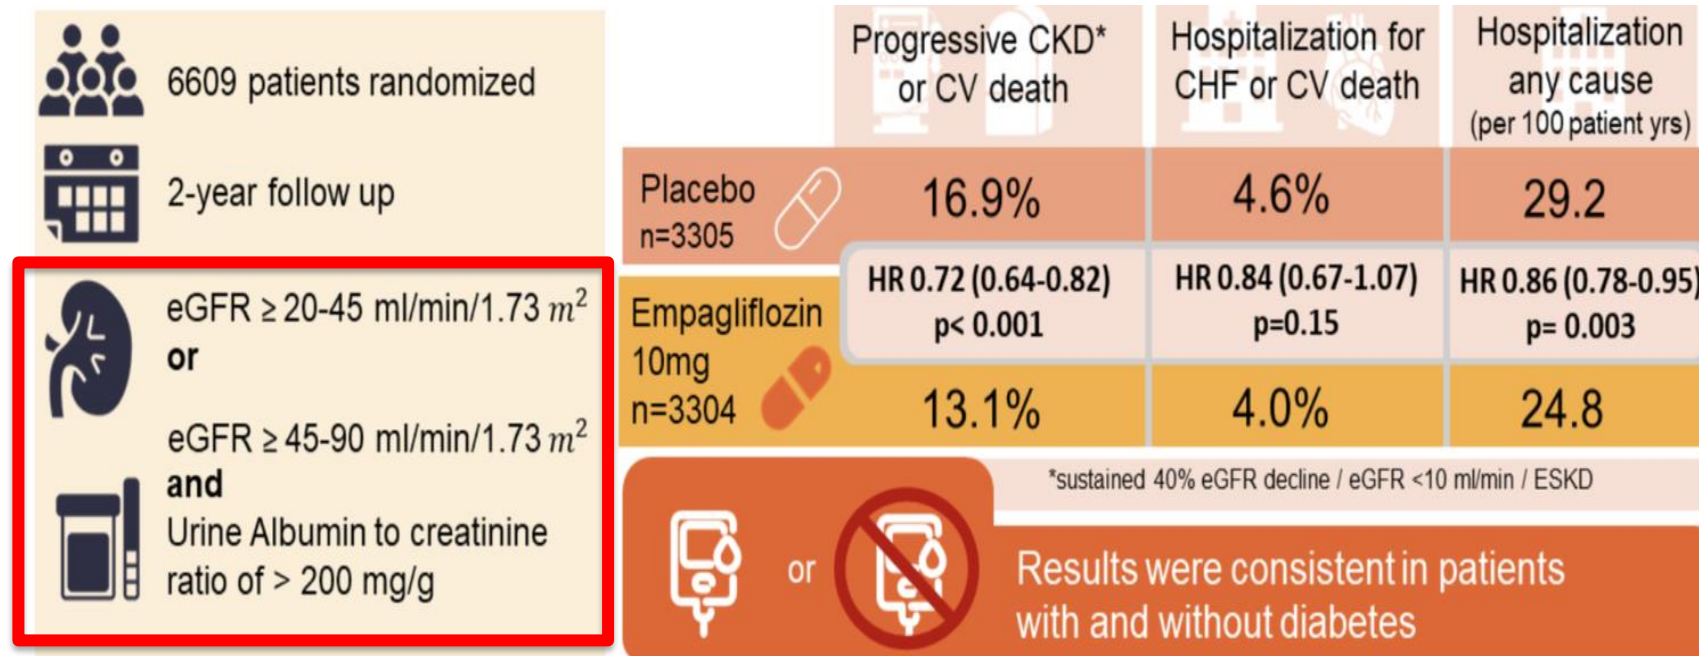 6609 patients randomized
2-year follow up
eGFR ≥ 20-45 ml/min/1.73 m²
or
eGFR ≥ 45-90 ml/min/1.73 m²
and
Urine Albumin to creatinine
ratio of > 200 mg/g
Progressive CKD*
or CV death
Hospitalization for
CHF or CV death
Hospitalization
any cause
(per 100 patient yrs)
Placebo
n=3305
16.9%
4.6%
29.2
HR 0.72 (0.64-0.82)
p< 0.001
HR 0.84 (0.67-1.07)
p=0.15
HR 0.86 (0.78-0.95)
p= 0.003
Empagliflozin
10mg
n=3304
13.1%
4.0%
24.8
*sustained 40% eGFR decline / eGFR <10 ml/min / ESKD
or
Results were consistent in patients
with and without diabetes